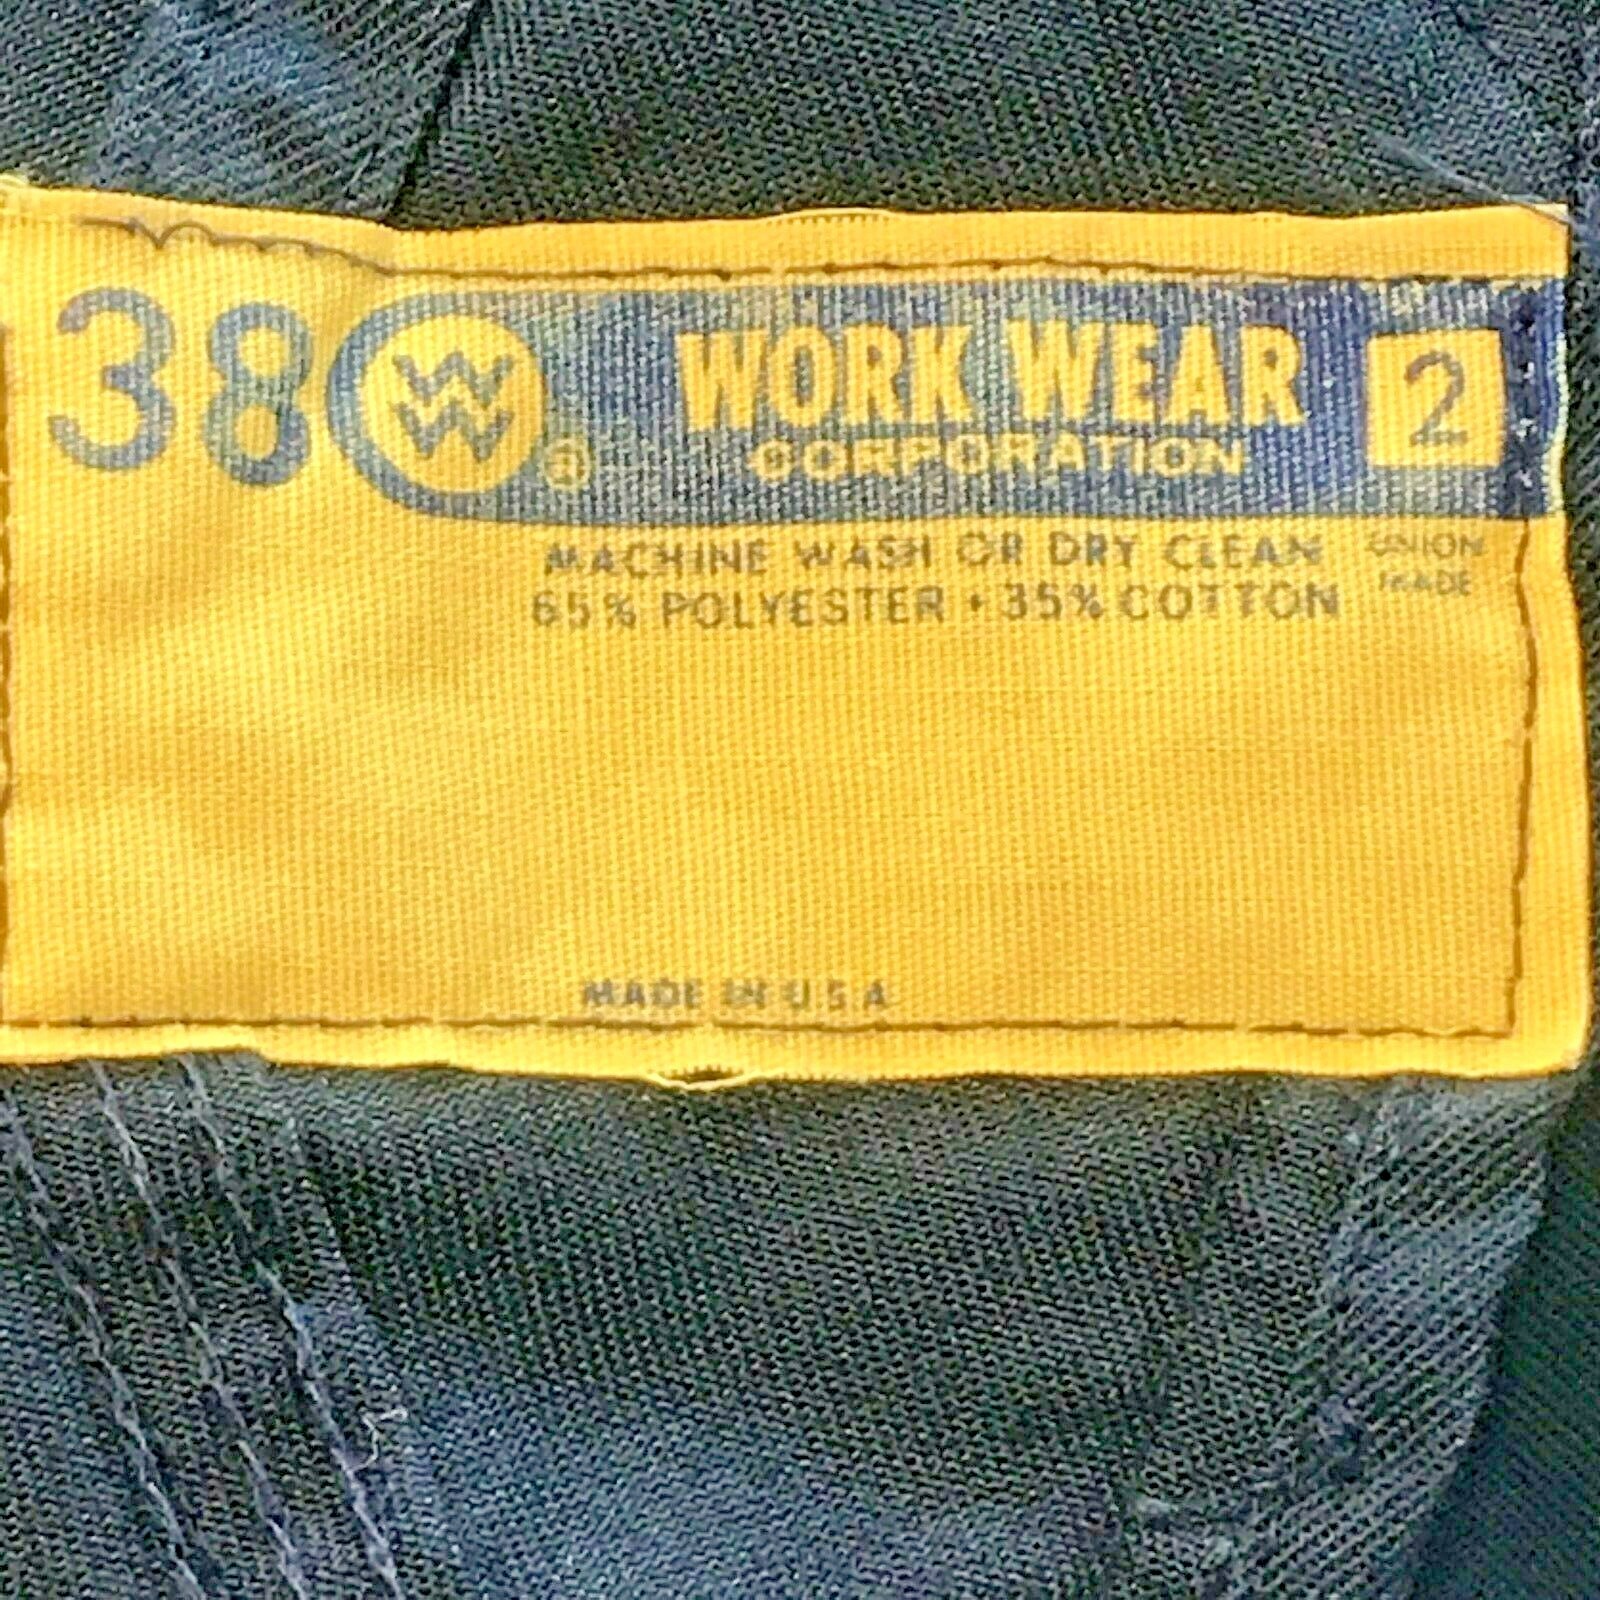 38 WW ® WORK WEAR 2
CORPORATION
MACHINE WASH OR DRY CLEAN UNION
65% POLYESTER • 35% COTTON MADE
MADE IN U.S.A